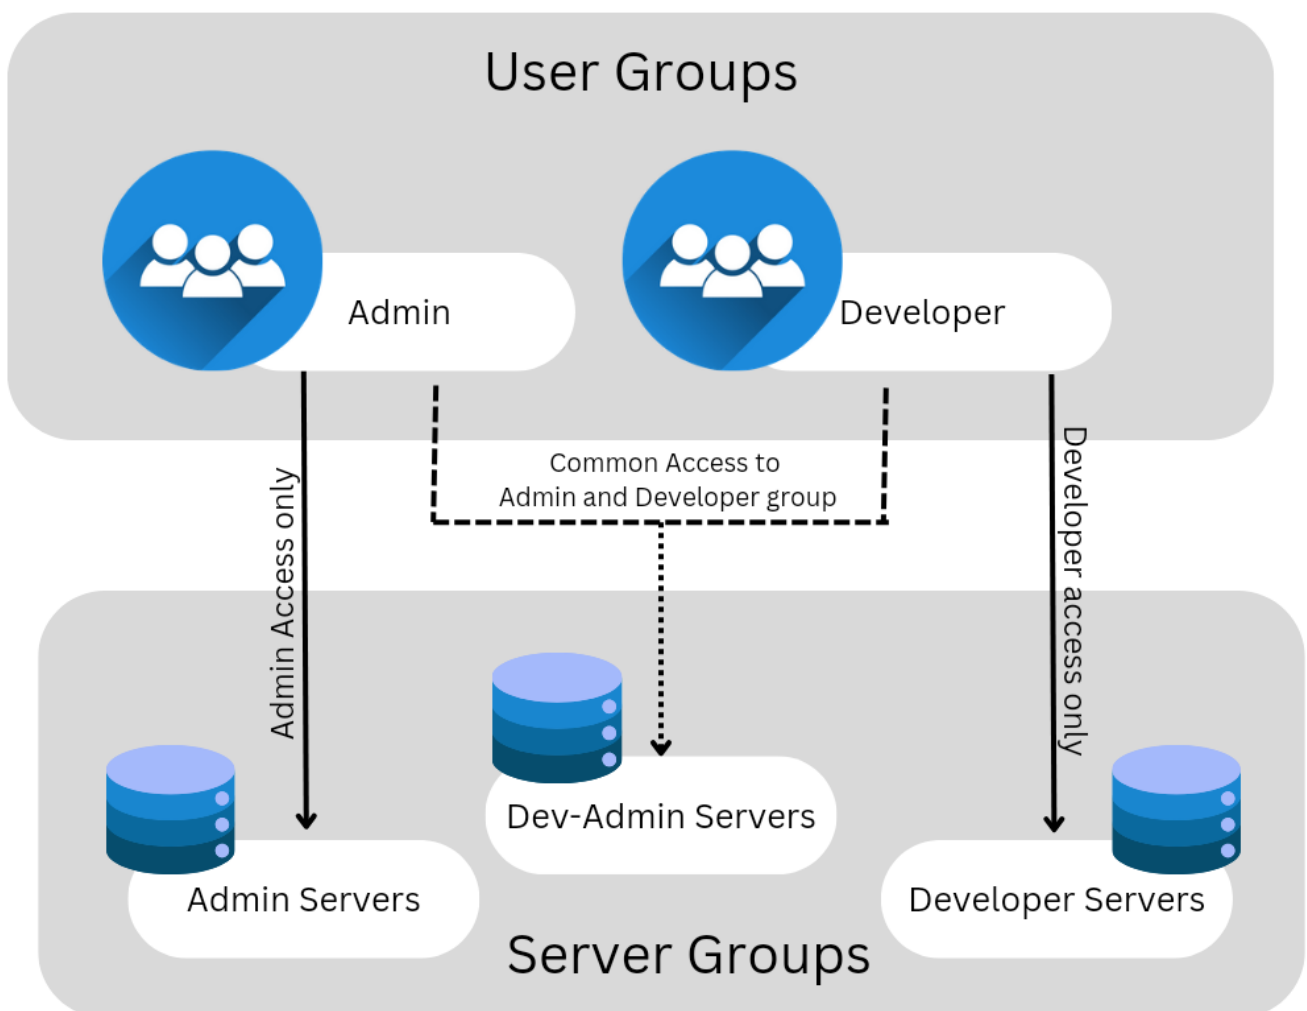 User Groups
Admin
Developer
Common Access to
Admin and Developer group
Admin Access only
Developer access only
Dev-Admin Servers
Admin Servers
Developer Servers
Server Groups